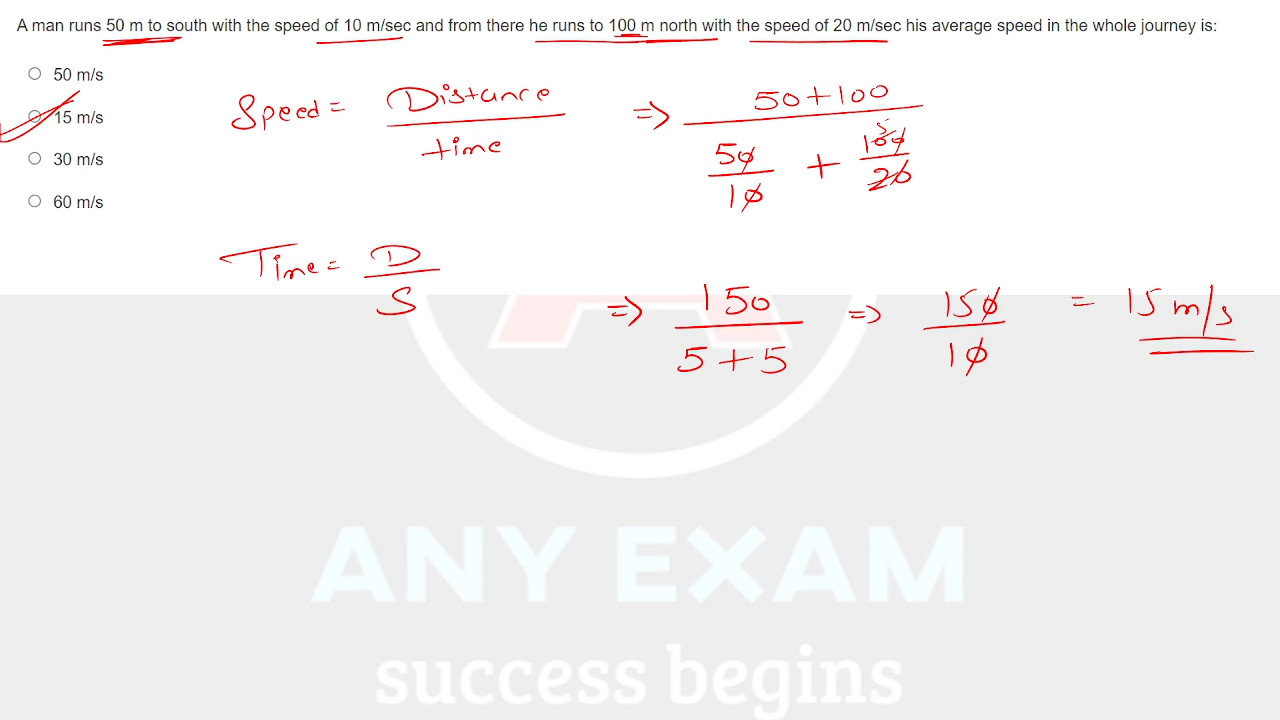 A man runs 50 m to south with the speed of 10 m/sec and from there he runs to 100 m north with the speed of 20 m/sec his average speed in the whole journey is:
50 m/s
15 m/s
30 m/s
60 m/s
Speed = Distance / time
=> 50+100 / 50/10 + 100/20
5
Time = D / S
=> 150 / 5+5 => 150 / 10 = 15 m/s
ANY EXAM
success begins